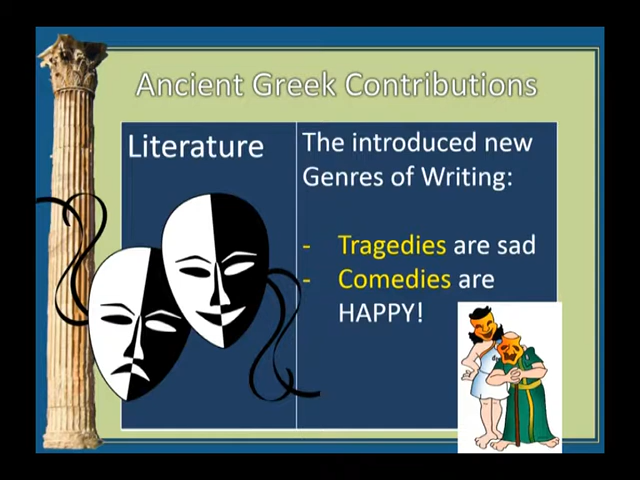 Ancient Greek Contributions
Literature
The introduced new
Genres of Writing:
- Tragedies are sad
- Comedies are
HAPPY!